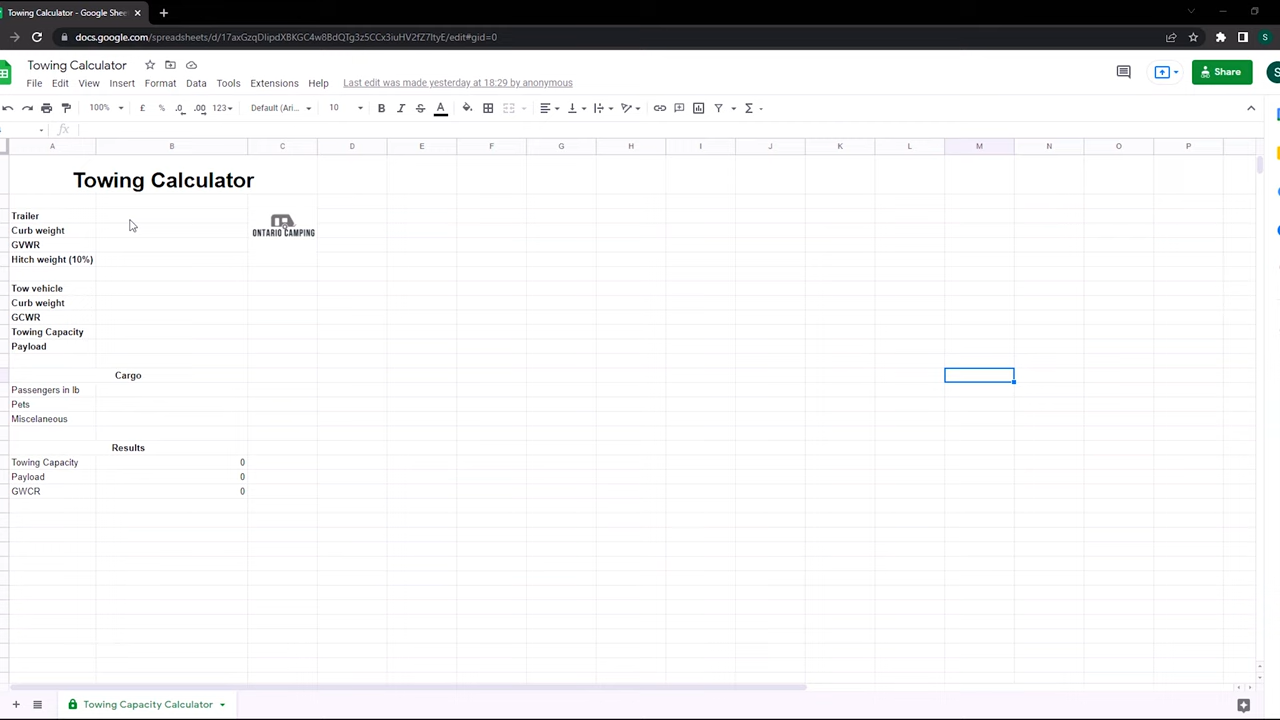 Towing Calculator - Google Shee
docs.google.com/spreadsheets/d/17axGzqDlipdXBKGC4w8BdQTg3z5CCx3iuHV2fZ7ltyE/edit#gid=0
S
Towing Calculator
File Edit View Insert Format Data Tools Extensions Help Last edit was made yesterday at 18:29 by anonymous
Share
S
100% £ % .0 .00 123 Default (Ari... 10 B I S A Σ
fx
A B C D E F G H I J K L M N O P
Towing Calculator
Trailer
Curb weight
ONTARIO CAMPING
GVWR
Hitch weight (10%)
Tow vehicle
Curb weight
GCWR
Towing Capacity
Payload
Cargo
Passengers in lb
Pets
Miscelaneous
Results
Towing Capacity 0
Payload 0
GWCR 0
Towing Capacity Calculator